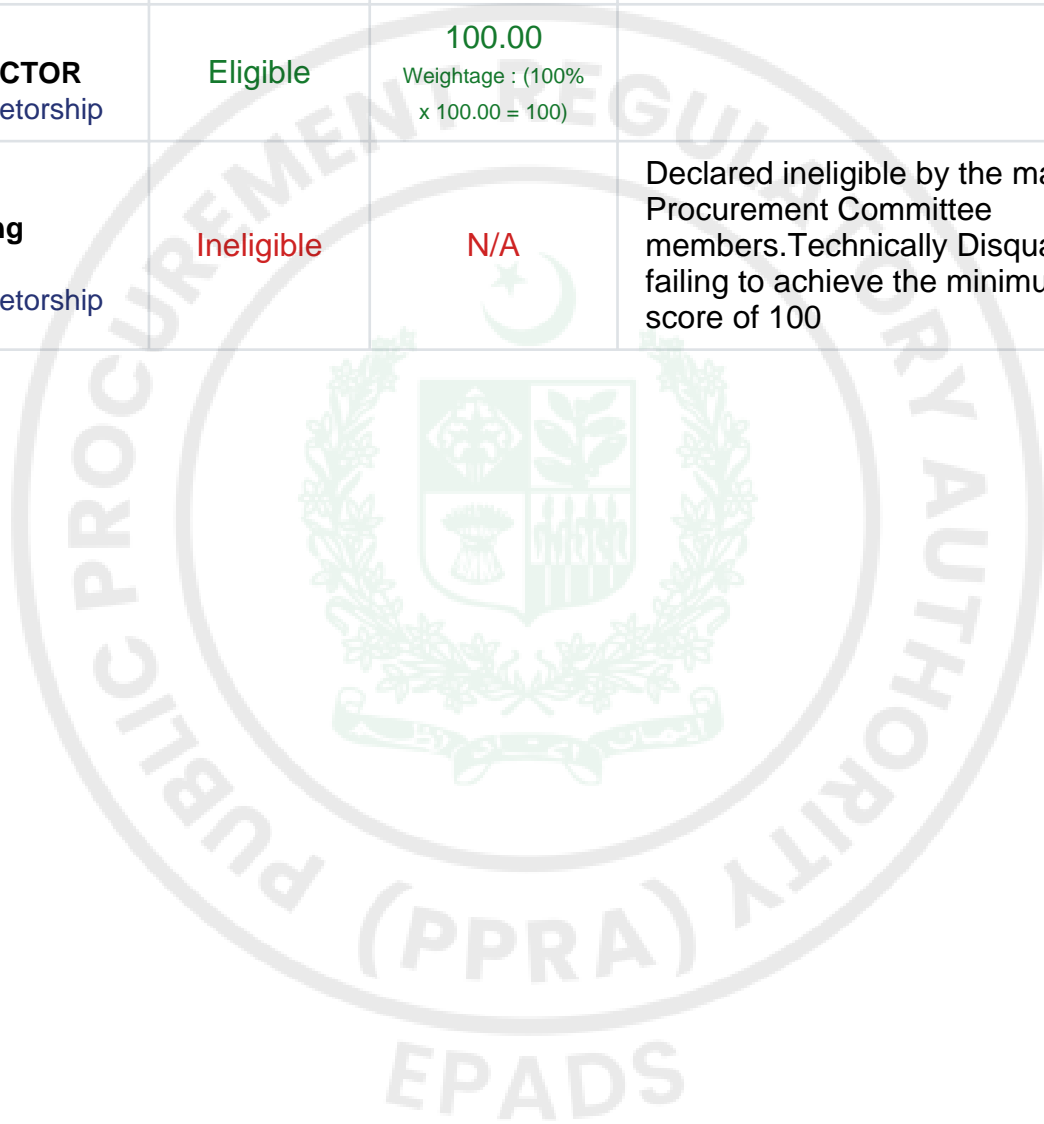 CTOR
etorship
Eligible
100.00
Weightage : (100%
x 100.00 = 100)
ng
etorship
Ineligible
N/A
Declared ineligible by the ma
Procurement Committee
members.Technically Disqua
failing to achieve the minimu
score of 100
PUBLIC PROCUREMENT REGULATORY AUTHORITY
(PPRA)
EPADS